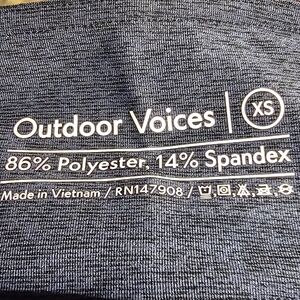 Outdoor Voices | XS
86% Polyester, 14% Spandex
Made in Vietnam / RN147908 /